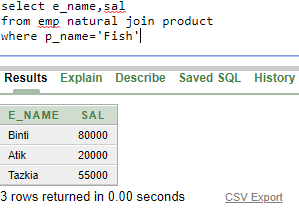 select e_name,sal
from emp natural join product
where p_name='Fish'
Results Explain Describe Saved SQL History
E_NAME SAL
Binti 80000
Atik 20000
Tazkia 55000
3 rows returned in 0.00 seconds CSV Export